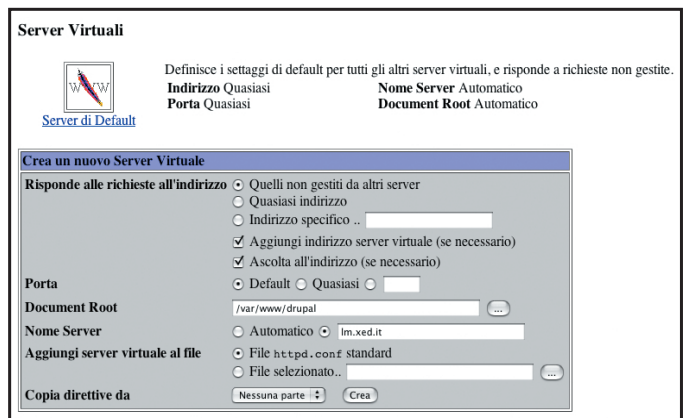 Server Virtuali
WWW
Server di Default
Definisce i settaggi di default per tutti gli altri server virtuali, e risponde a richieste non gestite.
Indirizzo Quasiasi Nome Server Automatico
Porta Quasiasi Document Root Automatico
Crea un nuovo Server Virtuale
Risponde alle richieste all'indirizzo Quelli non gestiti da altri server
Quasiasi indirizzo
Indirizzo specifico ..
Aggiungi indirizzo server virtuale (se necessario)
Ascolta all'indirizzo (se necessario)
Porta Default Quasiasi
Document Root /var/www/drupal ...
Nome Server Automatico lm.xed.it
Aggiungi server virtuale al file File httpd.conf standard
File selezionato.. ...
Copia direttive da Nessuna parte Crea